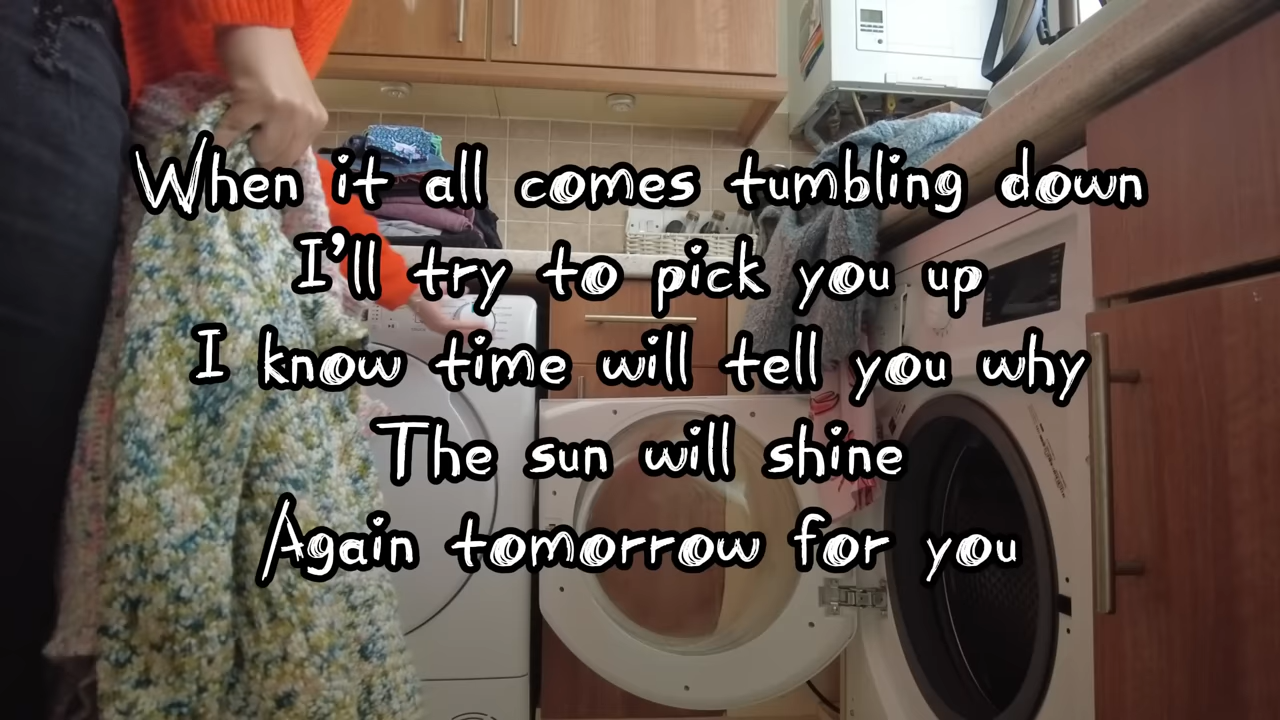 When it all comes tumbling down
I'll try to pick you up
I know time will tell you why
The sun will shine
Again tomorrow for you